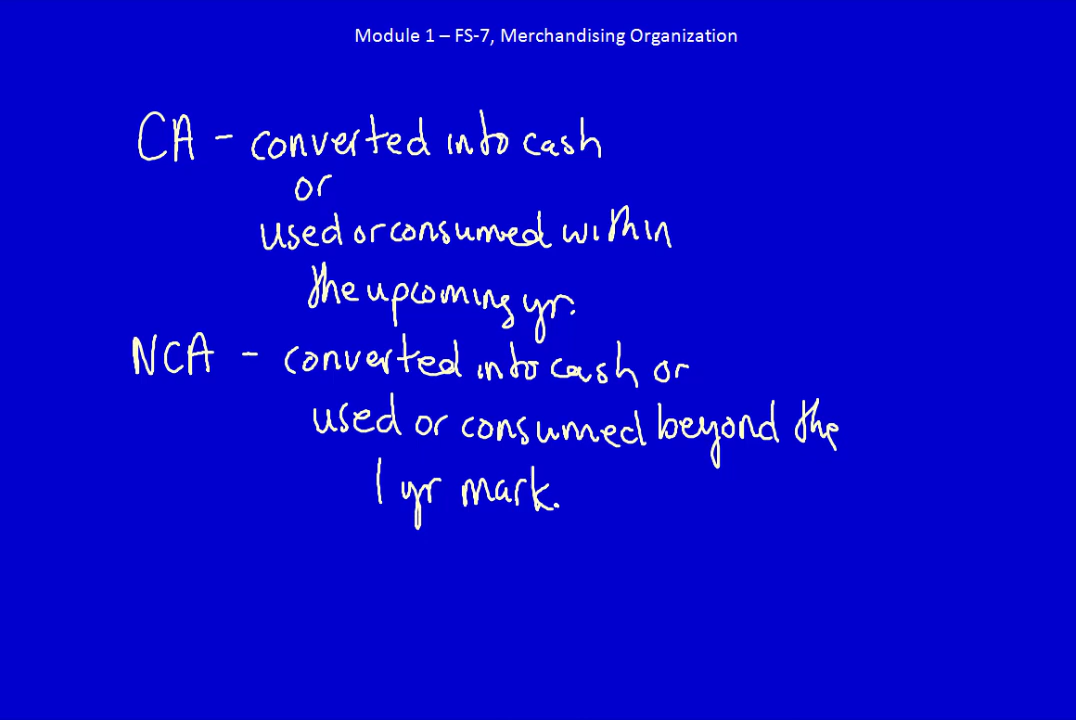 Module 1 – FS-7, Merchandising Organization
CA - converted into cash
or
used or consumed within
the upcoming yr.
NCA - converted into cash or
used or consumed beyond the
1 yr mark.